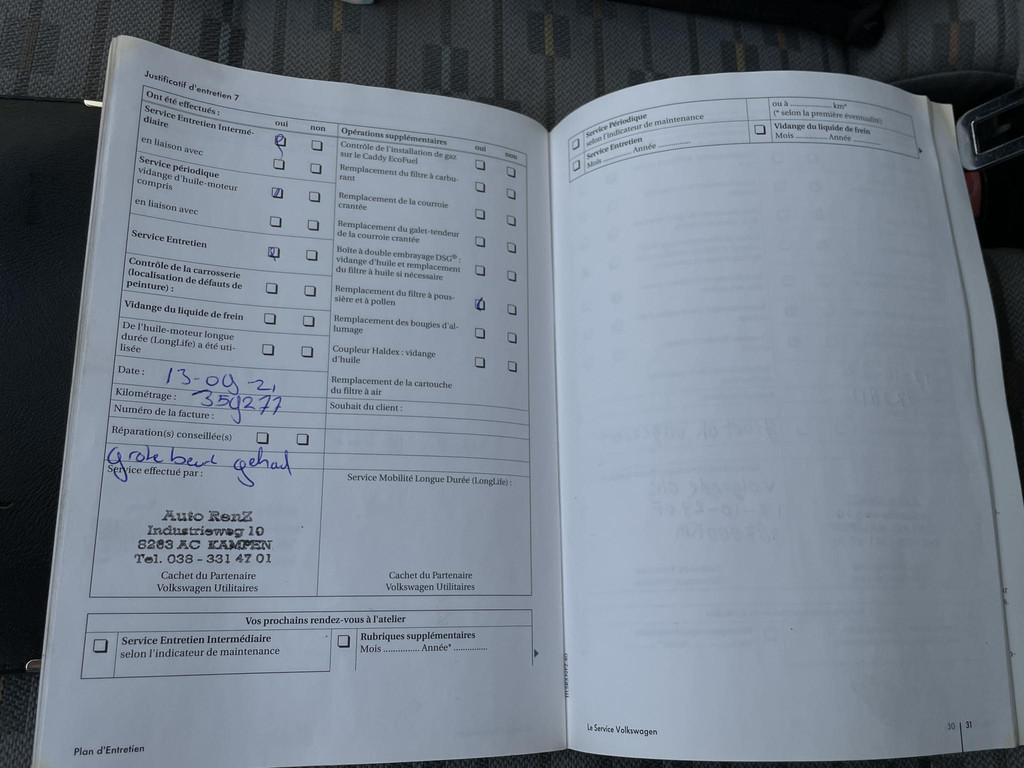 Justificatif d'entretien 7
Ont été effectués :
oui non
Service Entretien Intermé-
diaire
en liaison avec
Service périodique
vidange d'huile-moteur
compris
en liaison avec
Service Entretien
Contrôle de la carrosserie
(localisation de défauts de
peinture) :
Vidange du liquide de frein
De l'huile-moteur longue
durée (LongLife) a été uti-
lisée
Date : 13-09-2
Kilométrage : 359277
Numéro de la facture :
Réparation(s) conseillée(s)
grote beurt gehad
Service effectué par :
Auto RenZ
Industrieweg 10
8263 AC KAMPEN
Tel. 038 - 331 47 01
Cachet du Partenaire
Volkswagen Utilitaires
Opérations supplémentaires
oui non
Contrôle de l'installation de gaz
sur le Caddy EcoFuel
Remplacement du filtre à carbu-
rant
Remplacement de la courroie
crantée
Remplacement du galet-tendeur
de la courroie crantée
Boîte à double embrayage DSG® :
vidange d'huile et remplacement
du filtre à huile si nécessaire
Remplacement du filtre à pous-
sière et à pollen
Remplacement des bougies d'al-
lumage
Coupleur Haldex : vidange
d'huile
Remplacement de la cartouche
du filtre à air
Souhait du client :
Service Mobilité Longue Durée (LongLife) :
Cachet du Partenaire
Volkswagen Utilitaires
Vos prochains rendez-vous à l'atelier
Service Entretien Intermédiaire
selon l'indicateur de maintenance
Rubriques supplémentaires
Mois ............... Année* ..............
Plan d'Entretien
Service Périodique
selon l'indicateur de maintenance
ou à .............. km*
(* selon la première éventualité)
Service Entretien
Mois ........ Année ..............
Vidange du liquide de frein
Mois ........ Année ..........
Le Service Volkswagen
30 | 31